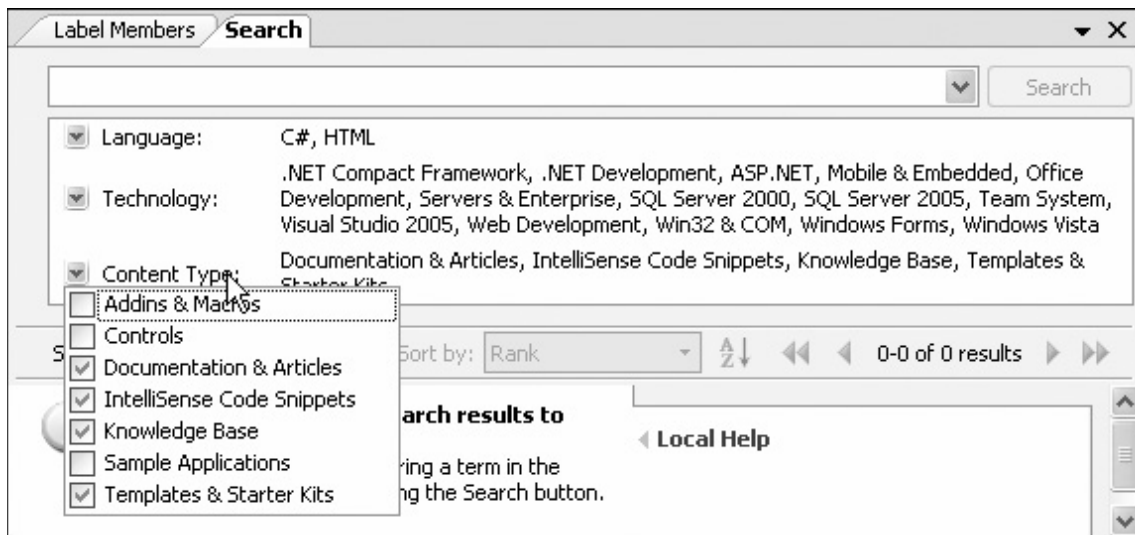 Label Members
Search
Search
Language:
C#, HTML
Technology:
.NET Compact Framework, .NET Development, ASP.NET, Mobile & Embedded, Office
Development, Servers & Enterprise, SQL Server 2000, SQL Server 2005, Team System,
Visual Studio 2005, Web Development, Win32 & COM, Windows Forms, Windows Vista
Content Type:
Documentation & Articles, IntelliSense Code Snippets, Knowledge Base, Templates &
Starter Kits
Addins & Macros
Controls
Documentation & Articles
IntelliSense Code Snippets
Knowledge Base
Sample Applications
Templates & Starter Kits
Sort by:
Rank
0-0 of 0 results
results to
Local Help
a term in the
the Search button.